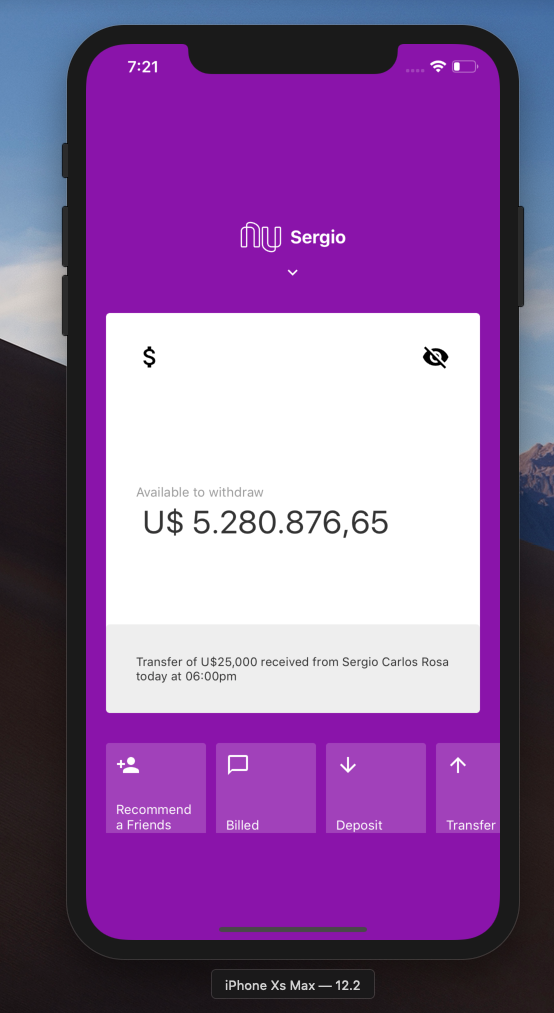 7:21
nu Sergio
$
Available to withdraw
U$ 5.280.876,65
Transfer of U$25,000 received from Sergio Carlos Rosa
today at 06:00pm
Recommend
a Friends
Billed
Deposit
Transfer
iPhone Xs Max — 12.2